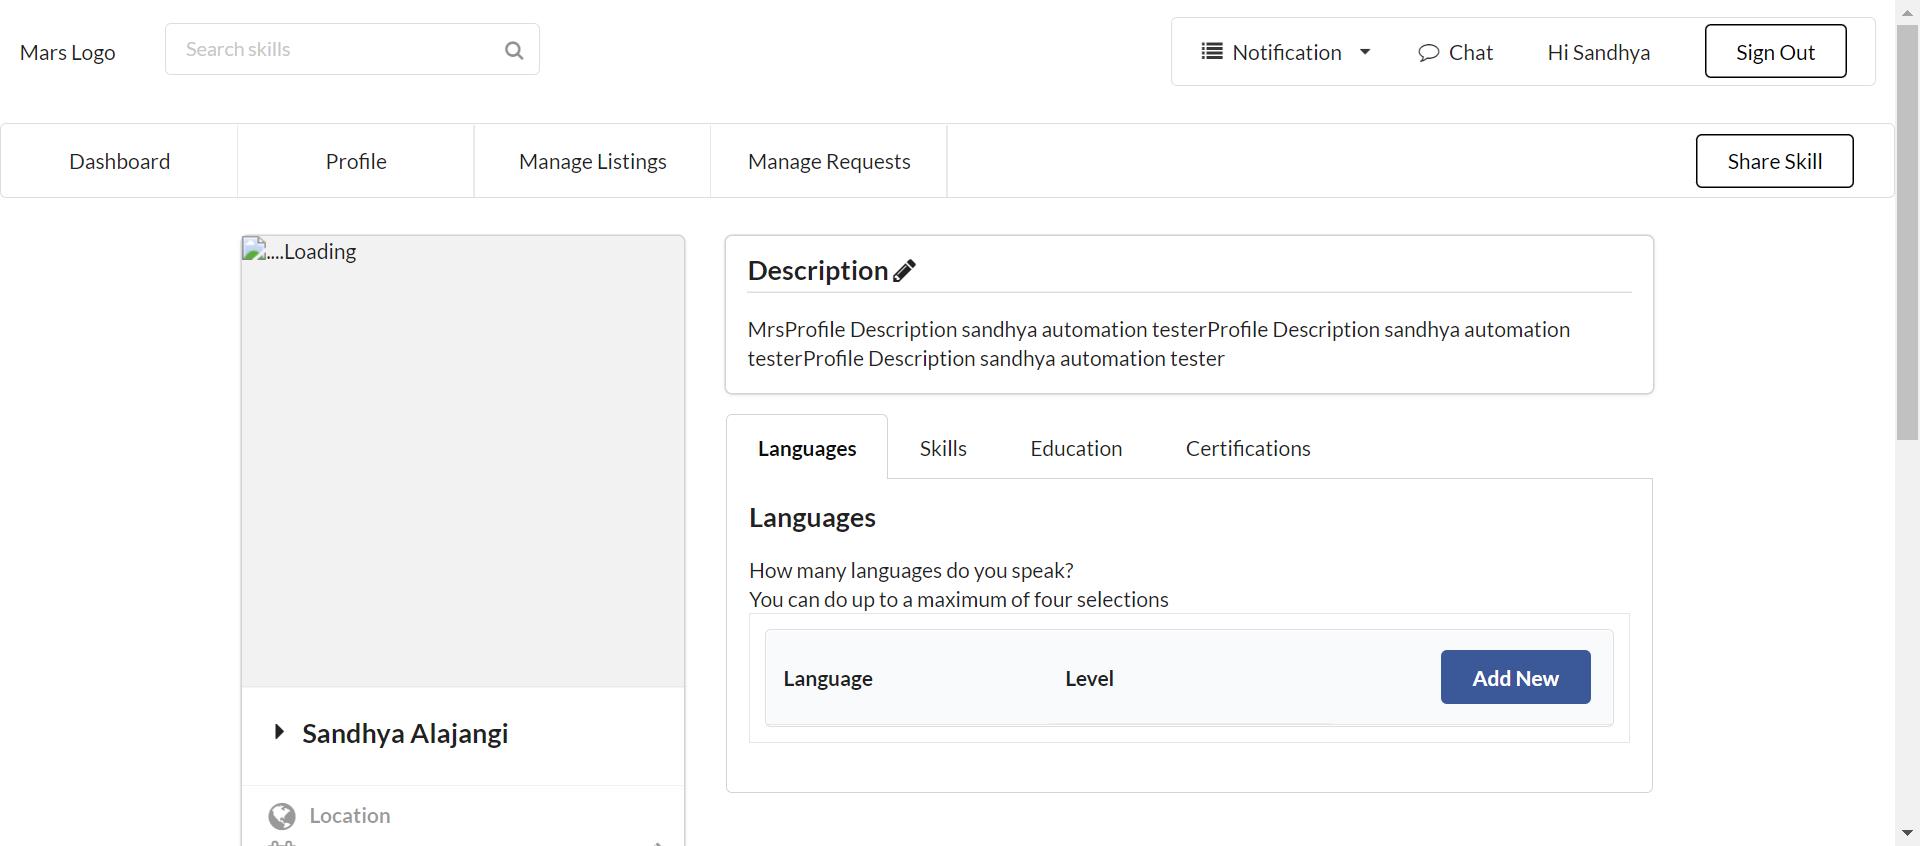 Mars Logo
Search skills
Notification
Chat
Hi Sandhya
Sign Out
Dashboard
Profile
Manage Listings
Manage Requests
Share Skill
....Loading
Sandhya Alajangi
Location
Description
MrsProfile Description sandhya automation testerProfile Description sandhya automation
testerProfile Description sandhya automation tester
Languages
Skills
Education
Certifications
Languages
How many languages do you speak?
You can do up to a maximum of four selections
Language
Level
Add New